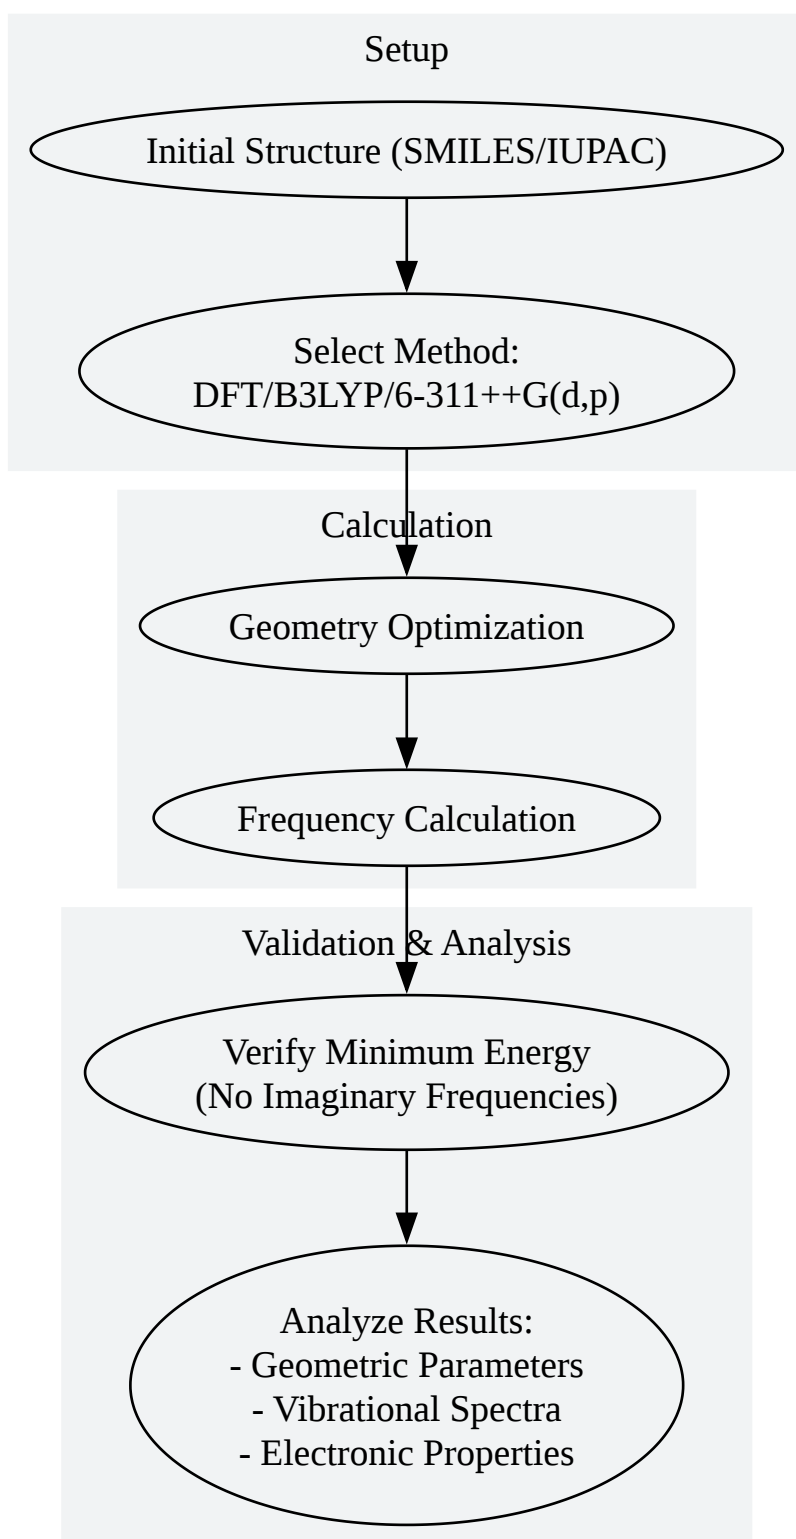 Setup
Initial Structure (SMILES/IUPAC)
Select Method:
DFT/B3LYP/6-311++G(d,p)
Calculation
Geometry Optimization
Frequency Calculation
Validation & Analysis
Verify Minimum Energy
(No Imaginary Frequencies)
Analyze Results:
- Geometric Parameters
- Vibrational Spectra
- Electronic Properties